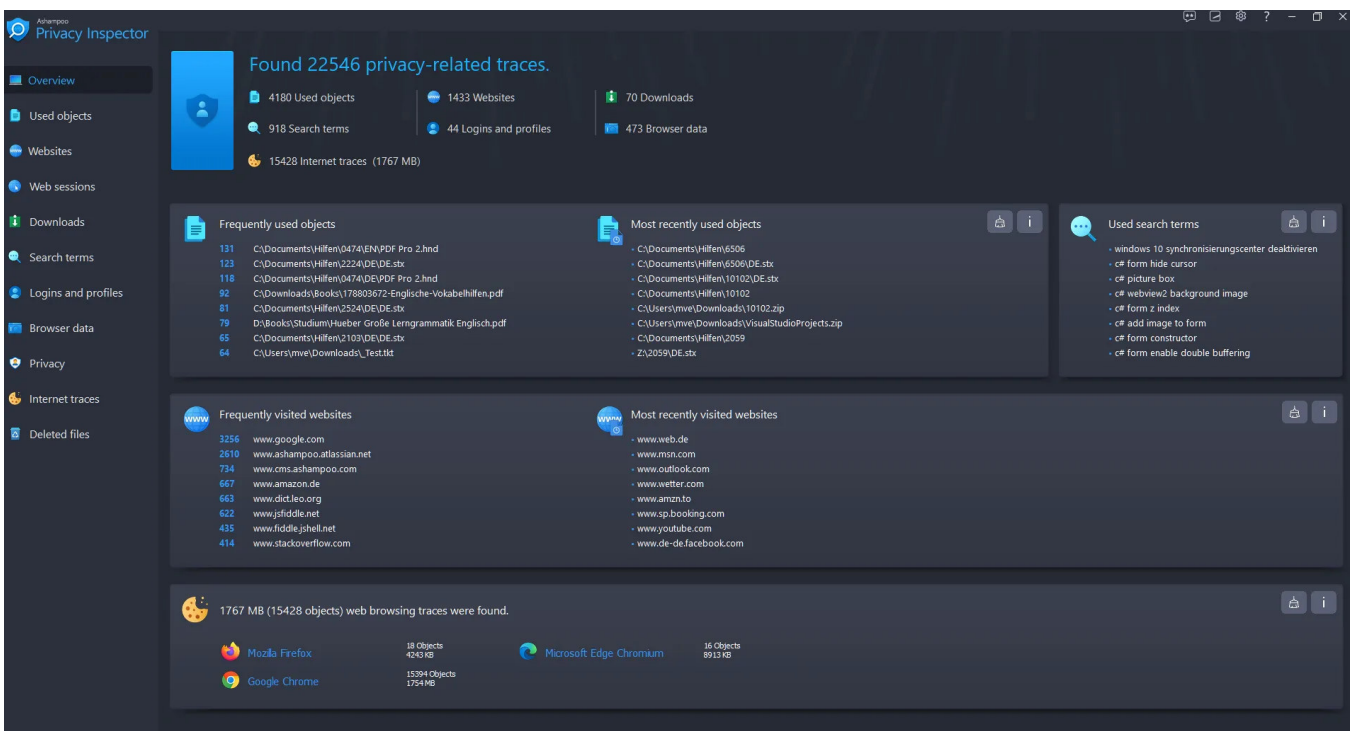 Ashampoo
Privacy Inspector
?
Overview
Used objects
Websites
Web sessions
Downloads
Search terms
Logins and profiles
Browser data
Privacy
Internet traces
Deleted files
Found 22546 privacy-related traces.
4180 Used objects
1433 Websites
70 Downloads
918 Search terms
44 Logins and profiles
473 Browser data
15428 Internet traces (1767 MB)
Frequently used objects
131 C:\Documents\Hilfen\0474\EN\PDF Pro 2.hnd
123 C:\Documents\Hilfen\2224\DE\DE.stx
118 C:\Documents\Hilfen\0474\DE\PDF Pro 2.hnd
92 C:\Downloads\Books\178803672-Englische-Vokabelhilfen.pdf
81 C:\Documents\Hilfen\2524\DE\DE.stx
79 D:\Books\Studium\Hueber Große Lerngrammatik Englisch.pdf
65 C:\Documents\Hilfen\2103\DE\DE.stx
64 C:\Users\mve\Downloads\_Test.tkt
Most recently used objects
i
C:\Documents\Hilfen\6506
C:\Documents\Hilfen\6506\DE.stx
C:\Documents\Hilfen\10102\DE.stx
C:\Documents\Hilfen\10102
C:\Users\mve\Downloads\10102.zip
C:\Users\mve\Downloads\VisualStudioProjects.zip
C:\Documents\Hilfen\2059
Z:\2059\DE.stx
Used search terms
i
windows 10 synchronisierungscenter deaktivieren
c# form hide cursor
c# picture box
c# webview2 background image
c# form z index
c# add image to form
c# form constructor
c# form enable double buffering
www
Frequently visited websites
3256 www.google.com
2610 www.ashampoo.atlassian.net
734 www.cms.ashampoo.com
667 www.amazon.de
663 www.dict.leo.org
622 www.jsfiddle.net
435 www.fiddle.jshell.net
414 www.stackoverflow.com
www
Most recently visited websites
i
www.web.de
www.msn.com
www.outlook.com
www.wetter.com
www.amzn.to
www.sp.booking.com
www.youtube.com
www.de-de.facebook.com
1767 MB (15428 objects) web browsing traces were found.
i
Mozilla Firefox
18 Objects
4243 KB
Microsoft Edge Chromium
16 Objects
8913 KB
Google Chrome
15394 Objects
1754 MB